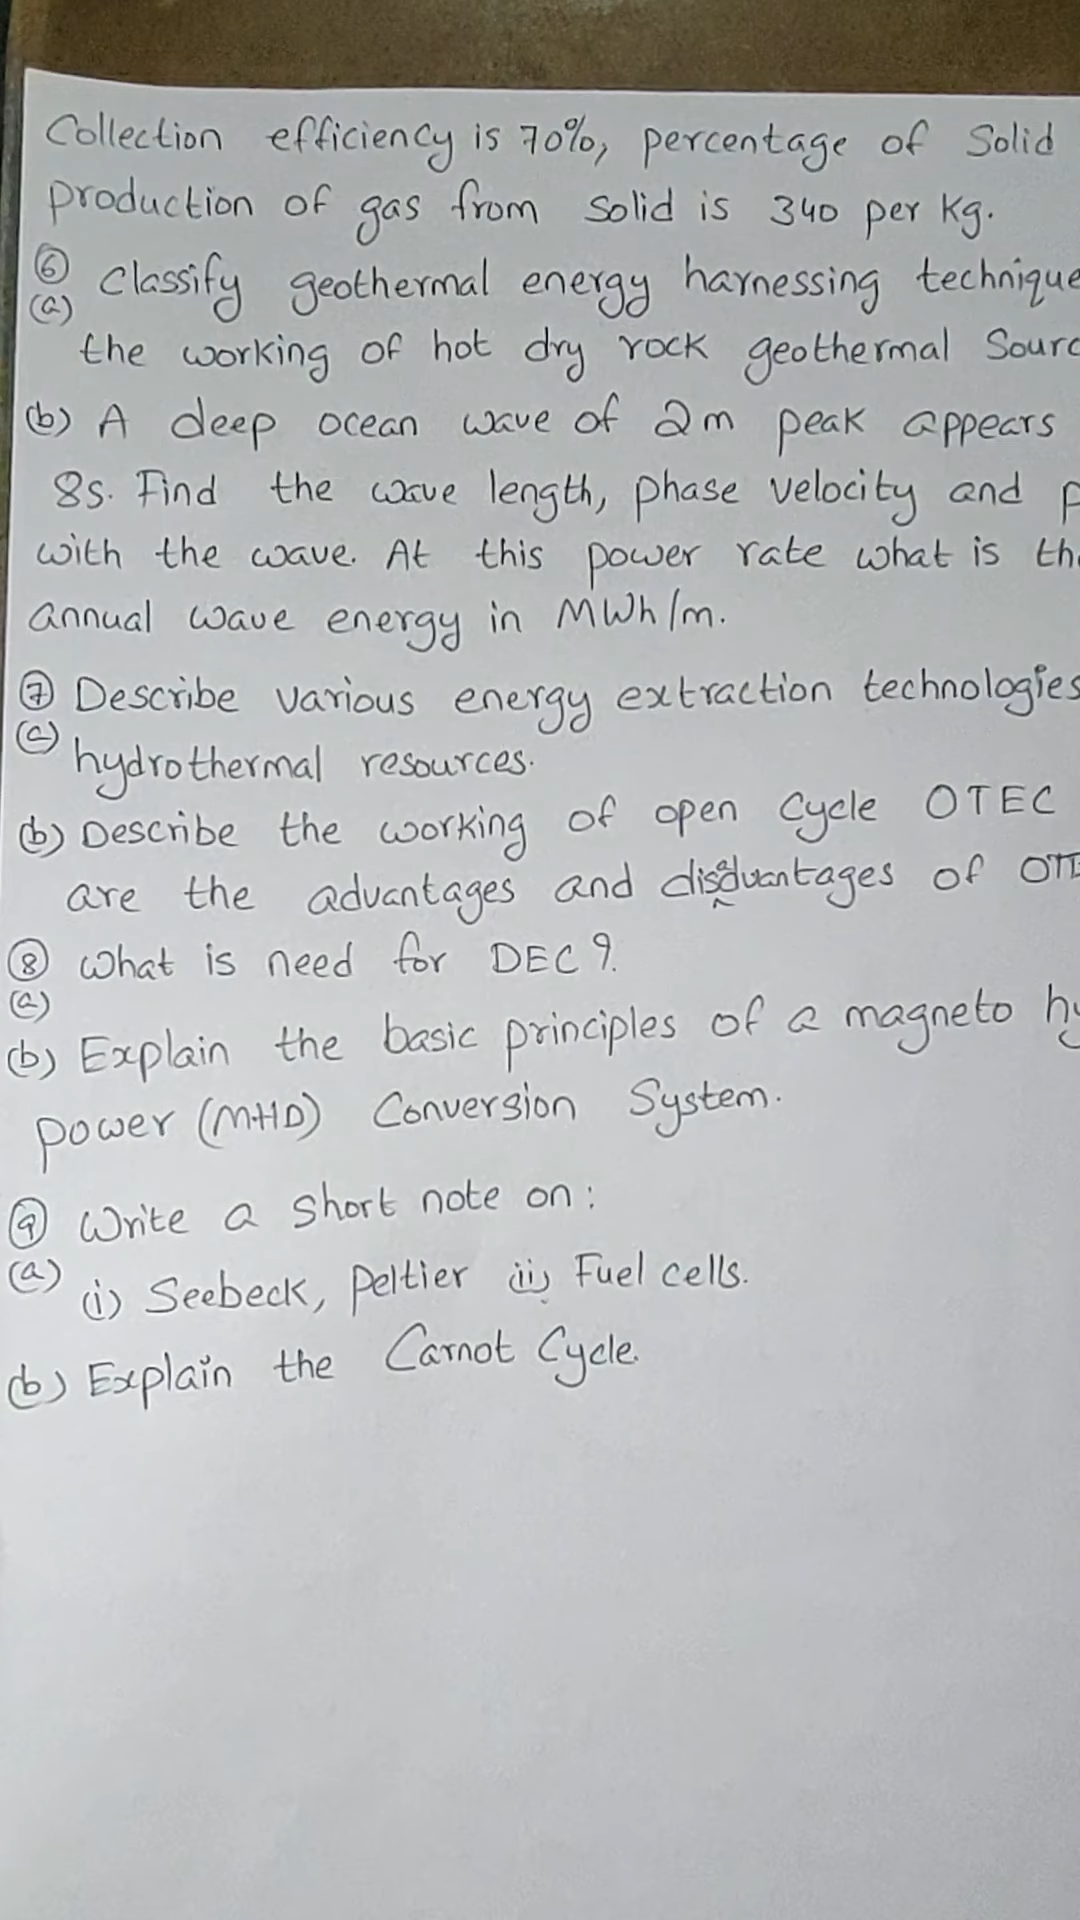 Collection efficiency is 70%, percentage of Solid
production of gas from solid is 340 per kg.
⑥ Classify geothermal energy harnessing technique
(a)
the working of hot dry rock geothermal Sourc
(b) A deep ocean wave of 2m peak appears
8s. Find the wave length, phase velocity and p
with the wave. At this power rate what is the
annual wave energy in MWh/m.
⑦ Describe various energy extraction technologies
(c)
hydrothermal resources.
(b) Describe the working of open cycle OTEC
are the advantages and disadvantages of OTE
⑧ What is need for DEC?
(a)
(b) Explain the basic principles of a magneto hy
power (MHD) Conversion System.
⑨ Write a short note on:
(a)
(i) Seebeck, Peltier (ii) Fuel cells.
(b) Explain the Carnot Cycle.